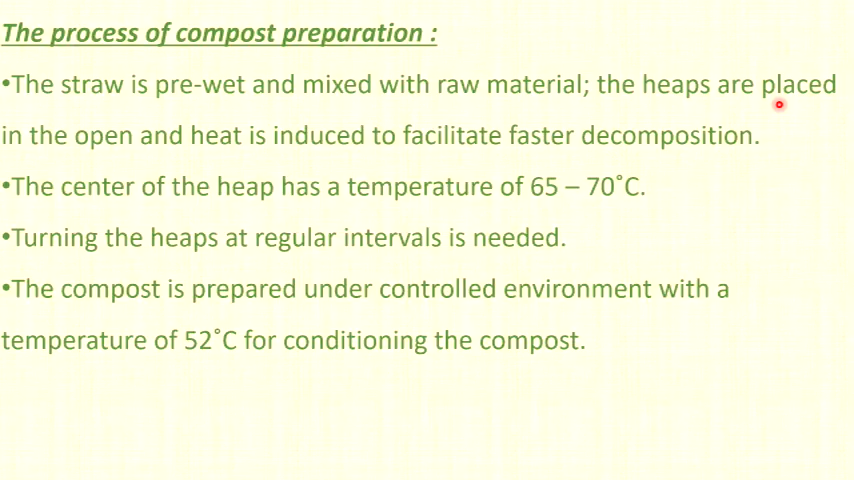 The process of compost preparation :
•The straw is pre-wet and mixed with raw material; the heaps are placed
in the open and heat is induced to facilitate faster decomposition.
•The center of the heap has a temperature of 65 – 70˚C.
•Turning the heaps at regular intervals is needed.
•The compost is prepared under controlled environment with a
temperature of 52˚C for conditioning the compost.